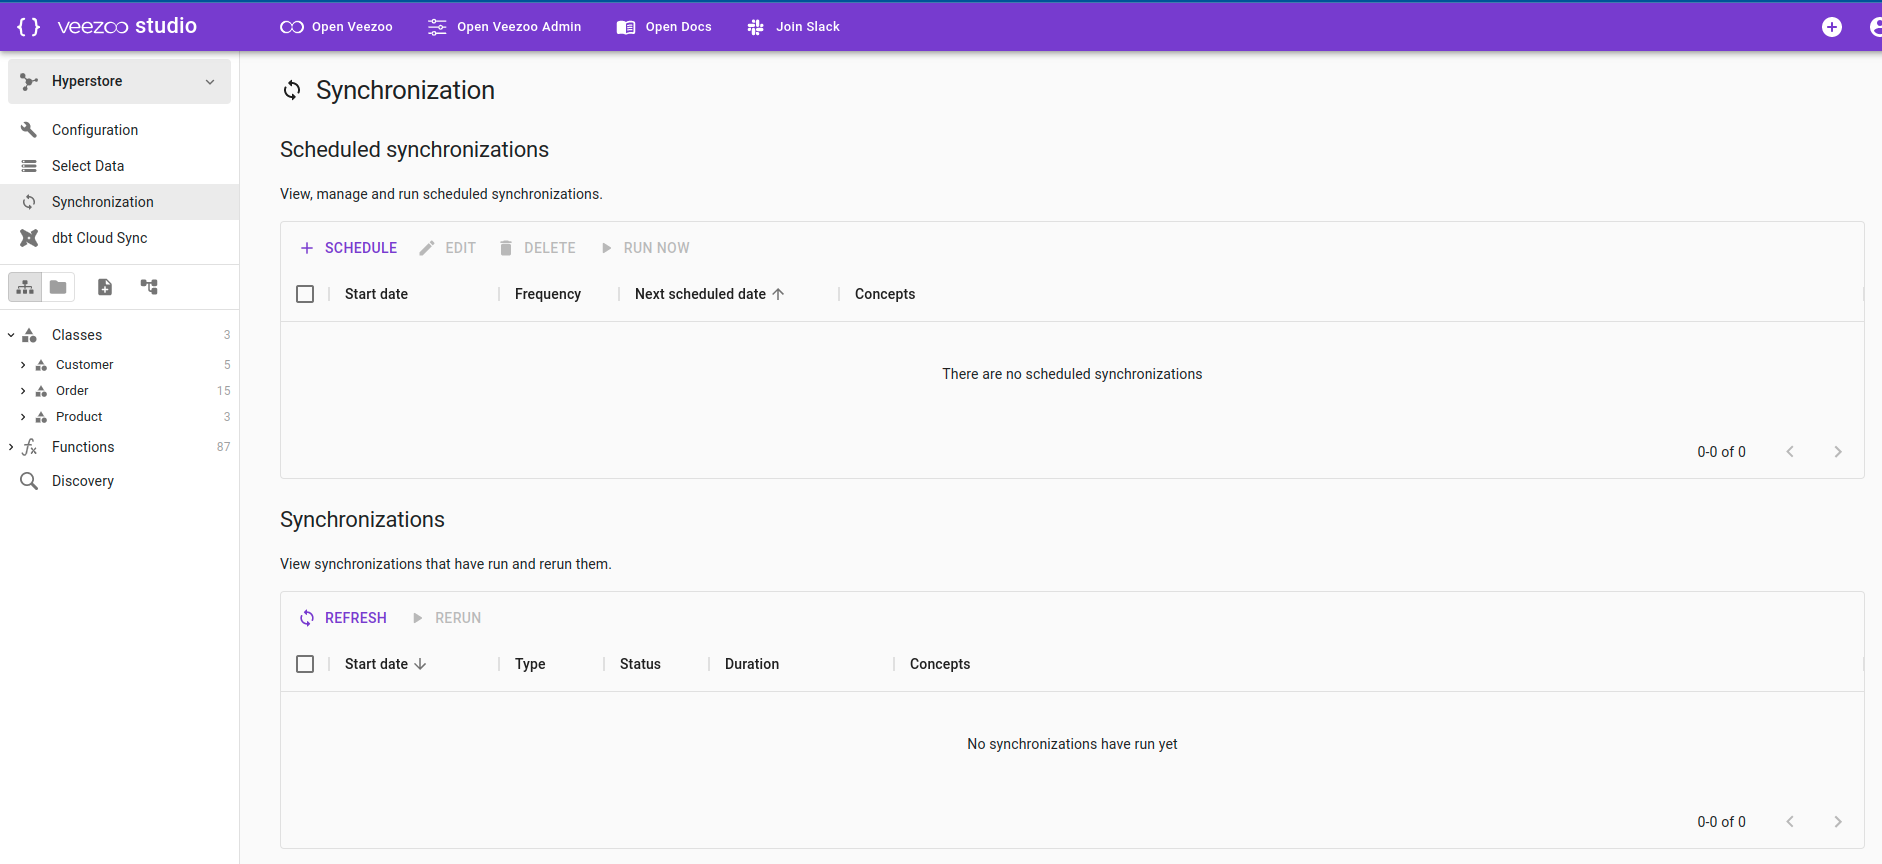 { } veezoo studio
Open Veezoo
Open Veezoo Admin
Open Docs
Join Slack
Hyperstore
Configuration
Select Data
Synchronization
dbt Cloud Sync
Classes 3
Customer 5
Order 15
Product 3
Functions 87
Discovery
Synchronization
Scheduled synchronizations
View, manage and run scheduled synchronizations.
SCHEDULE EDIT DELETE RUN NOW
Start date Frequency Next scheduled date Concepts
There are no scheduled synchronizations
0-0 of 0
Synchronizations
View synchronizations that have run and rerun them.
REFRESH RERUN
Start date Type Status Duration Concepts
No synchronizations have run yet
0-0 of 0